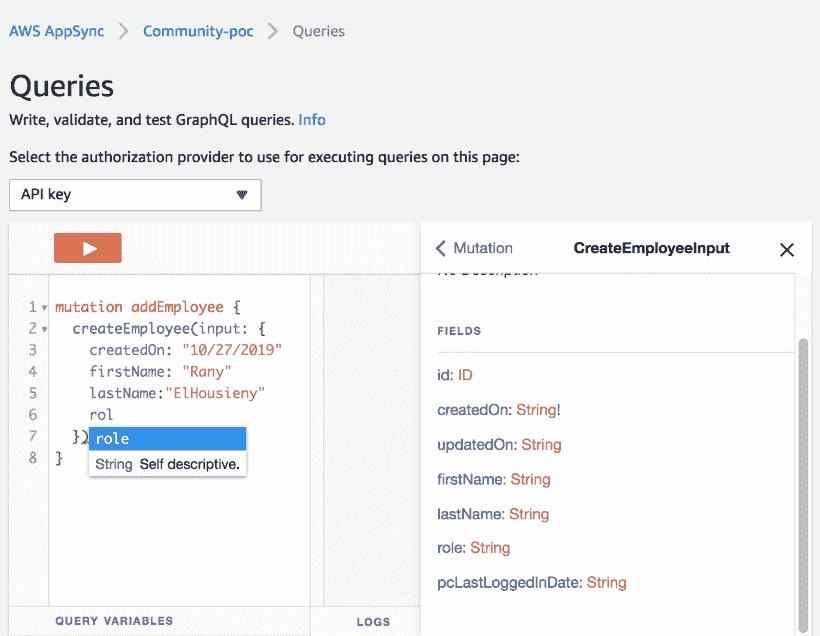 AWS AppSync > Community-poc > Queries
Queries
Write, validate, and test GraphQL queries. Info
Select the authorization provider to use for executing queries on this page:
API key
1 mutation addEmployee {
2 createEmployee(input: {
3 createdOn: "10/27/2019"
4 firstName: "Rany"
5 lastName:"ElHousieny"
6 rol
7 })
role
String Self descriptive.
8 }
QUERY VARIABLES
LOGS
Mutation
CreateEmployeeInput
No Description
FIELDS
id: ID
createdOn: String!
updatedOn: String
firstName: String
lastName: String
role: String
pcLastLoggedInDate: String